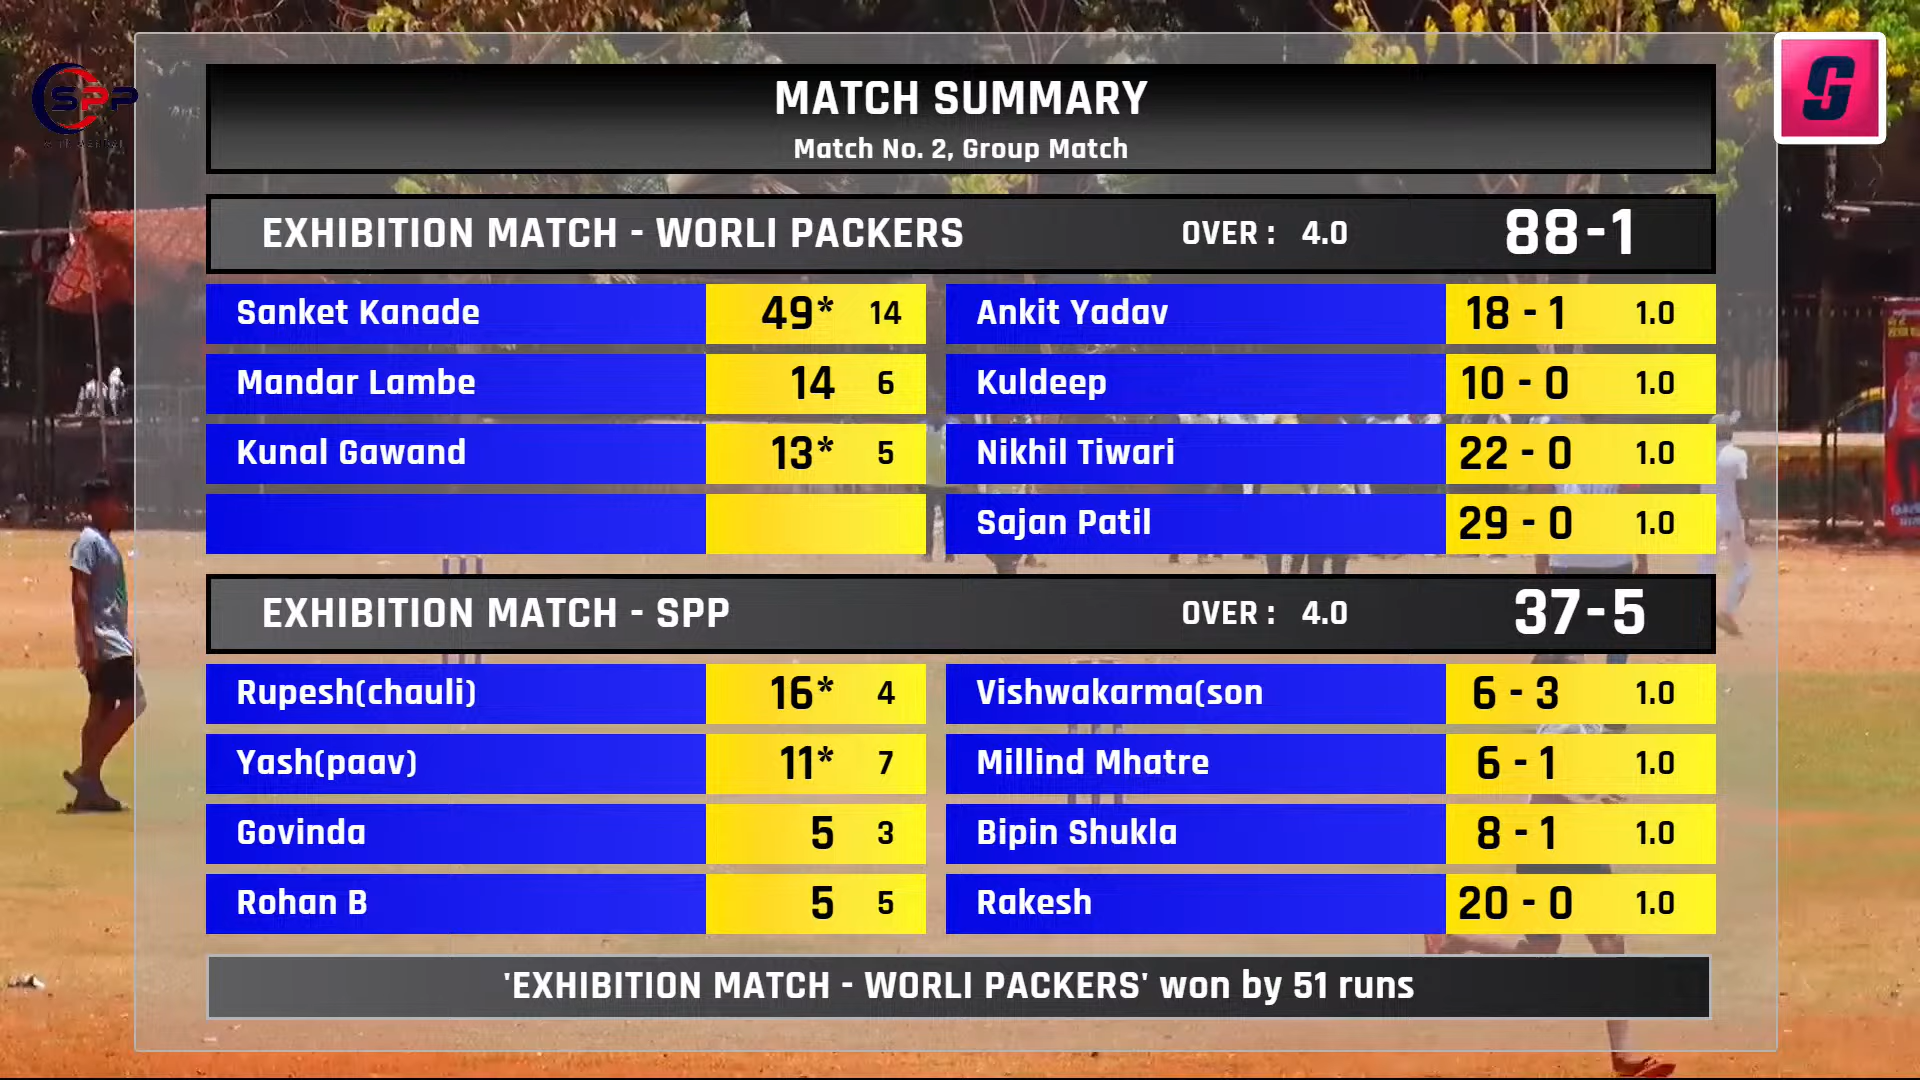 SPP
G
MATCH SUMMARY
Match No. 2, Group Match
EXHIBITION MATCH - WORLI PACKERS OVER : 4.0 88-1
Sanket Kanade 49* 14 Ankit Yadav 18 - 1 1.0
Mandar Lambe 14 6 Kuldeep 10 - 0 1.0
Kunal Gawand 13* 5 Nikhil Tiwari 22 - 0 1.0
Sajan Patil 29 - 0 1.0
EXHIBITION MATCH - SPP OVER : 4.0 37-5
Rupesh(chauli) 16* 4 Vishwakarma(son 6 - 3 1.0
Yash(paav) 11* 7 Millind Mhatre 6 - 1 1.0
Govinda 5 3 Bipin Shukla 8 - 1 1.0
Rohan B 5 5 Rakesh 20 - 0 1.0
'EXHIBITION MATCH - WORLI PACKERS' won by 51 runs